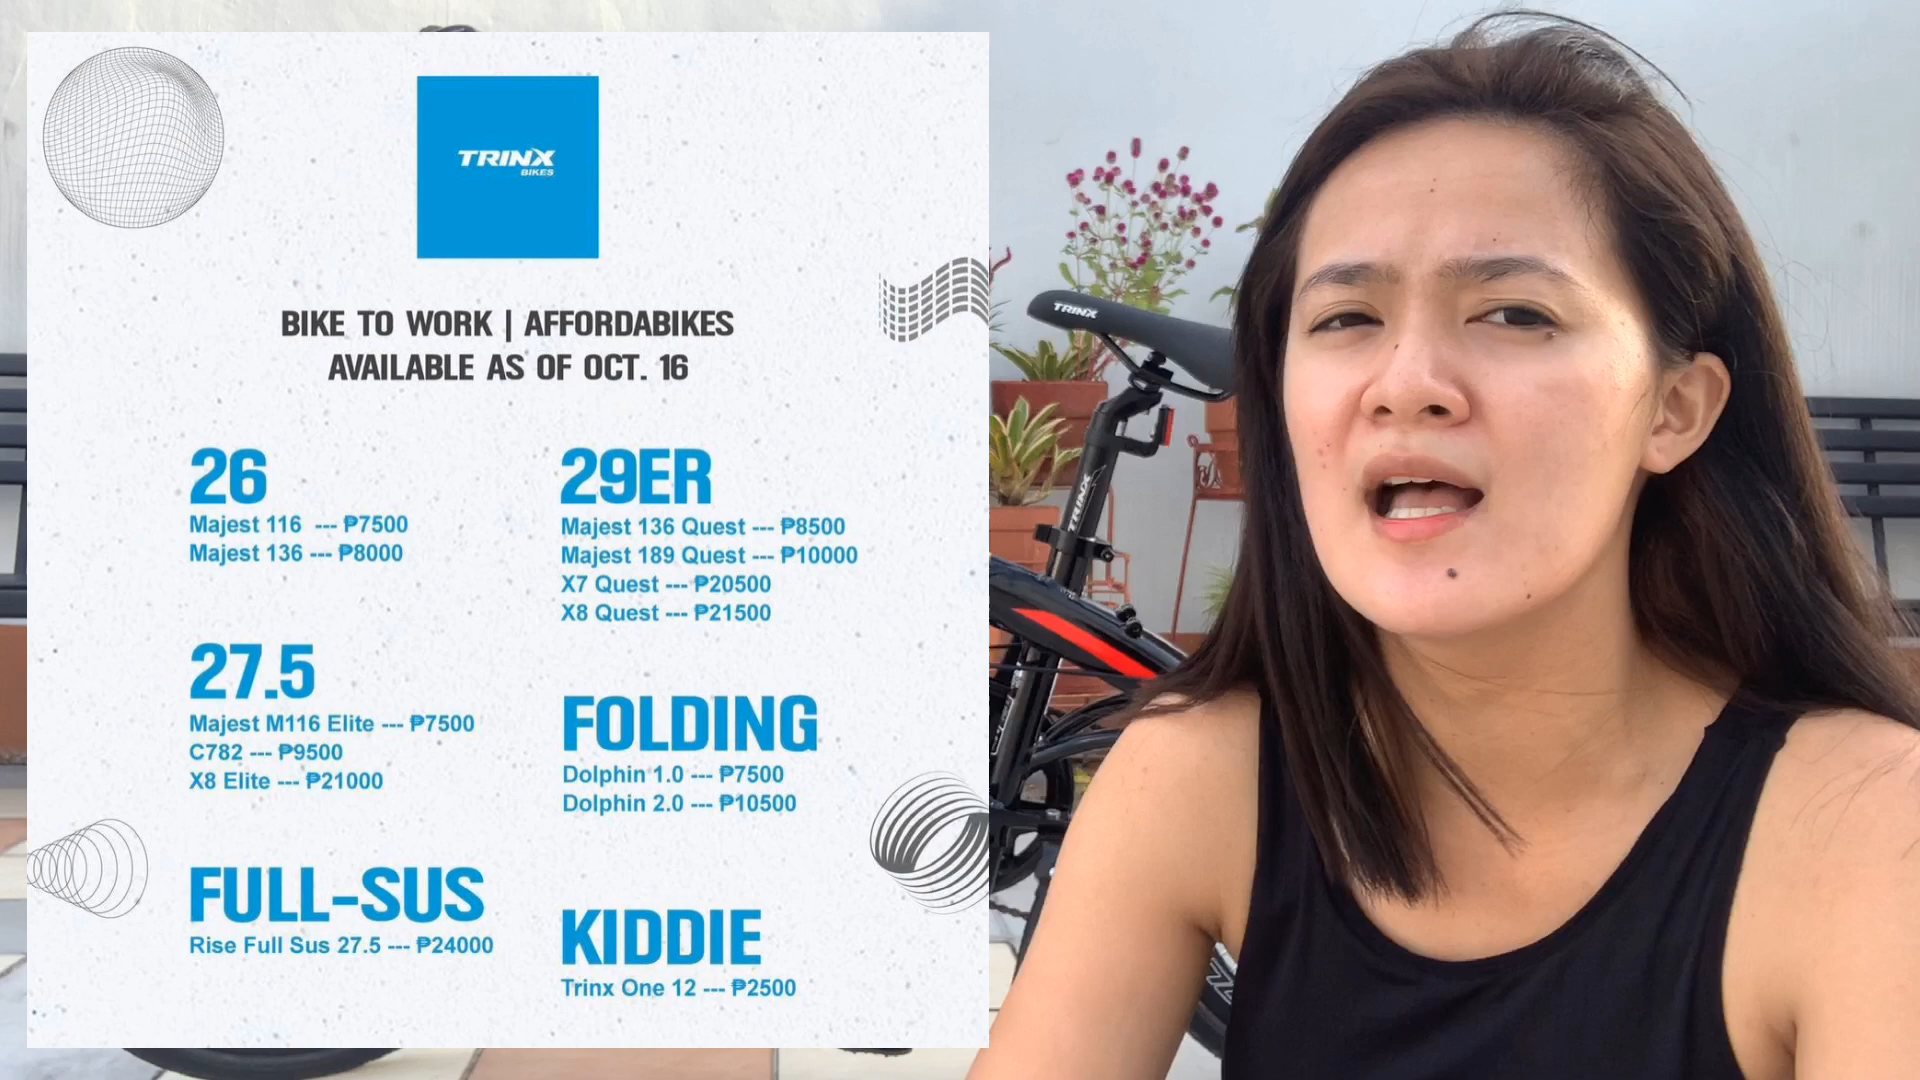 TRINX
BIKES
BIKE TO WORK | AFFORDABIKES
AVAILABLE AS OF OCT. 16
26
Majest 116 --- ₱7500
Majest 136 --- ₱8000
27.5
Majest M116 Elite --- ₱7500
C782 --- ₱9500
X8 Elite --- ₱21000
FULL-SUS
Rise Full Sus 27.5 --- ₱24000
29ER
Majest 136 Quest --- ₱8500
Majest 189 Quest --- ₱10000
X7 Quest --- ₱20500
X8 Quest --- ₱21500
FOLDING
Dolphin 1.0 --- ₱7500
Dolphin 2.0 --- ₱10500
KIDDIE
Trinx One 12 --- ₱2500
TRINX
TRINX